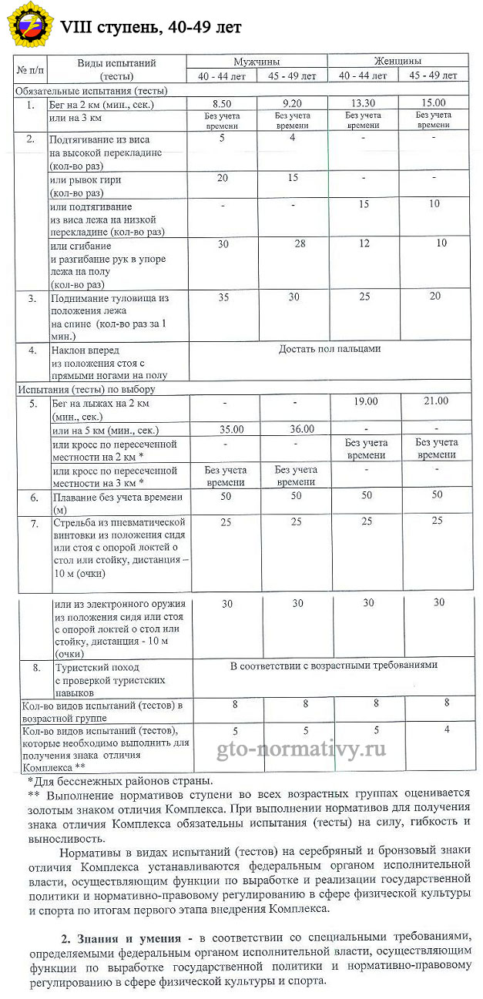 VIII ступень, 40-49 лет
№ п/п Виды испытаний (тесты) Мужчины Женщины
40 - 44 лет 45 - 49 лет 40 - 44 лет 45 - 49 лет
Обязательные испытания (тесты)
1. Бег на 2 км (мин., сек.) 8.50 9.20 13.30 15.00
или на 3 км Без учета времени Без учета времени Без учета времени Без учета времени
2. Подтягивание из виса 5 4 - -
на высокой перекладине
(кол-во раз)
или рывок гири 20 15 - -
(кол-во раз)
или подтягивание - - 15 10
из виса лежа на низкой
перекладине (кол-во раз)
или сгибание 30 28 12 10
и разгибание рук в упоре
лежа на полу
(кол-во раз)
3. Поднимание туловища из 35 30 25 20
положения лежа
на спине (кол-во раз за 1
мин.)
4. Наклон вперед Достать пол пальцами
из положения стоя с
прямыми ногами на полу
Испытания (тесты) по выбору
5. Бег на лыжах на 2 км - - 19.00 21.00
(мин., сек.)
или на 5 км (мин., сек.) 35.00 36.00 - -
или кросс по пересеченной - - Без учета Без учета
местности на 2 км * времени времени
или кросс по пересеченной Без учета Без учета - -
местности на 3 км * времени времени
6. Плавание без учета времени 50 50 50 50
(м)
7. Стрельба из пневматической 25 25 25 25
винтовки из положения сидя
или стоя с опорой локтей о
стол или стойку, дистанция –
10 м (очки)
или из электронного оружия 30 30 30 30
из положения сидя или стоя
с опорой локтей о стол или
стойку, дистанция - 10 м
(очки)
8. Туристский поход В соответствии с возрастными требованиями
с проверкой туристских
навыков
Кол-во видов испытаний (тестов) в 8 8 8 8
возрастной группе
Кол-во видов испытаний (тестов), 5 5 5 4
которые необходимо выполнить для
получения знака отличия
Комплекса **
gto-normativy.ru
*Для бесснежных районов страны.
** Выполнение нормативов ступени во всех возрастных группах оценивается
золотым знаком отличия Комплекса. При выполнении нормативов для получения
знака отличия Комплекса обязательны испытания (тесты) на силу, гибкость и
выносливость.
Нормативы в видах испытаний (тестов) на серебряный и бронзовый знаки
отличия Комплекса устанавливаются федеральным органом исполнительной
власти, осуществляющим функции по выработке и реализации государственной
политики и нормативно-правовому регулированию в сфере физической культуры
и спорта по итогам первого этапа внедрения Комплекса.
2. Знания и умения - в соответствии со специальными требованиями,
определяемыми федеральным органом исполнительной власти, осуществляющим
функции по выработке государственной политики и нормативно-правовому
регулированию в сфере физической культуры и спорта.